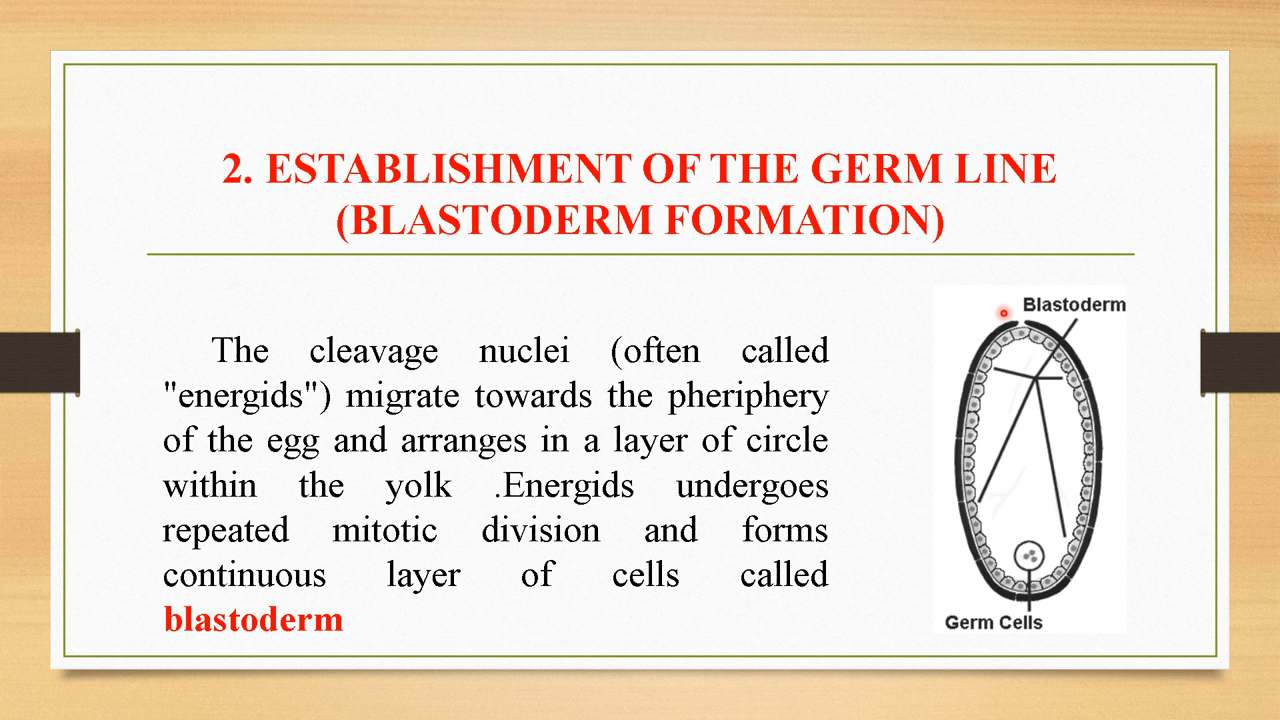 2. ESTABLISHMENT OF THE GERM LINE
(BLASTODERM FORMATION)
The cleavage nuclei (often called
"energids") migrate towards the pheriphery
of the egg and arranges in a layer of circle
within the yolk .Energids undergoes
repeated mitotic division and forms
continuous layer of cells called
blastoderm
Blastoderm
Germ Cells